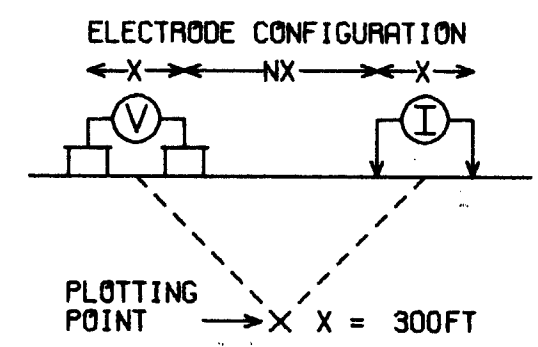 ELECTRODE CONFIGURATION
X NX X
V I
PLOTTING
POINT X X = 300FT